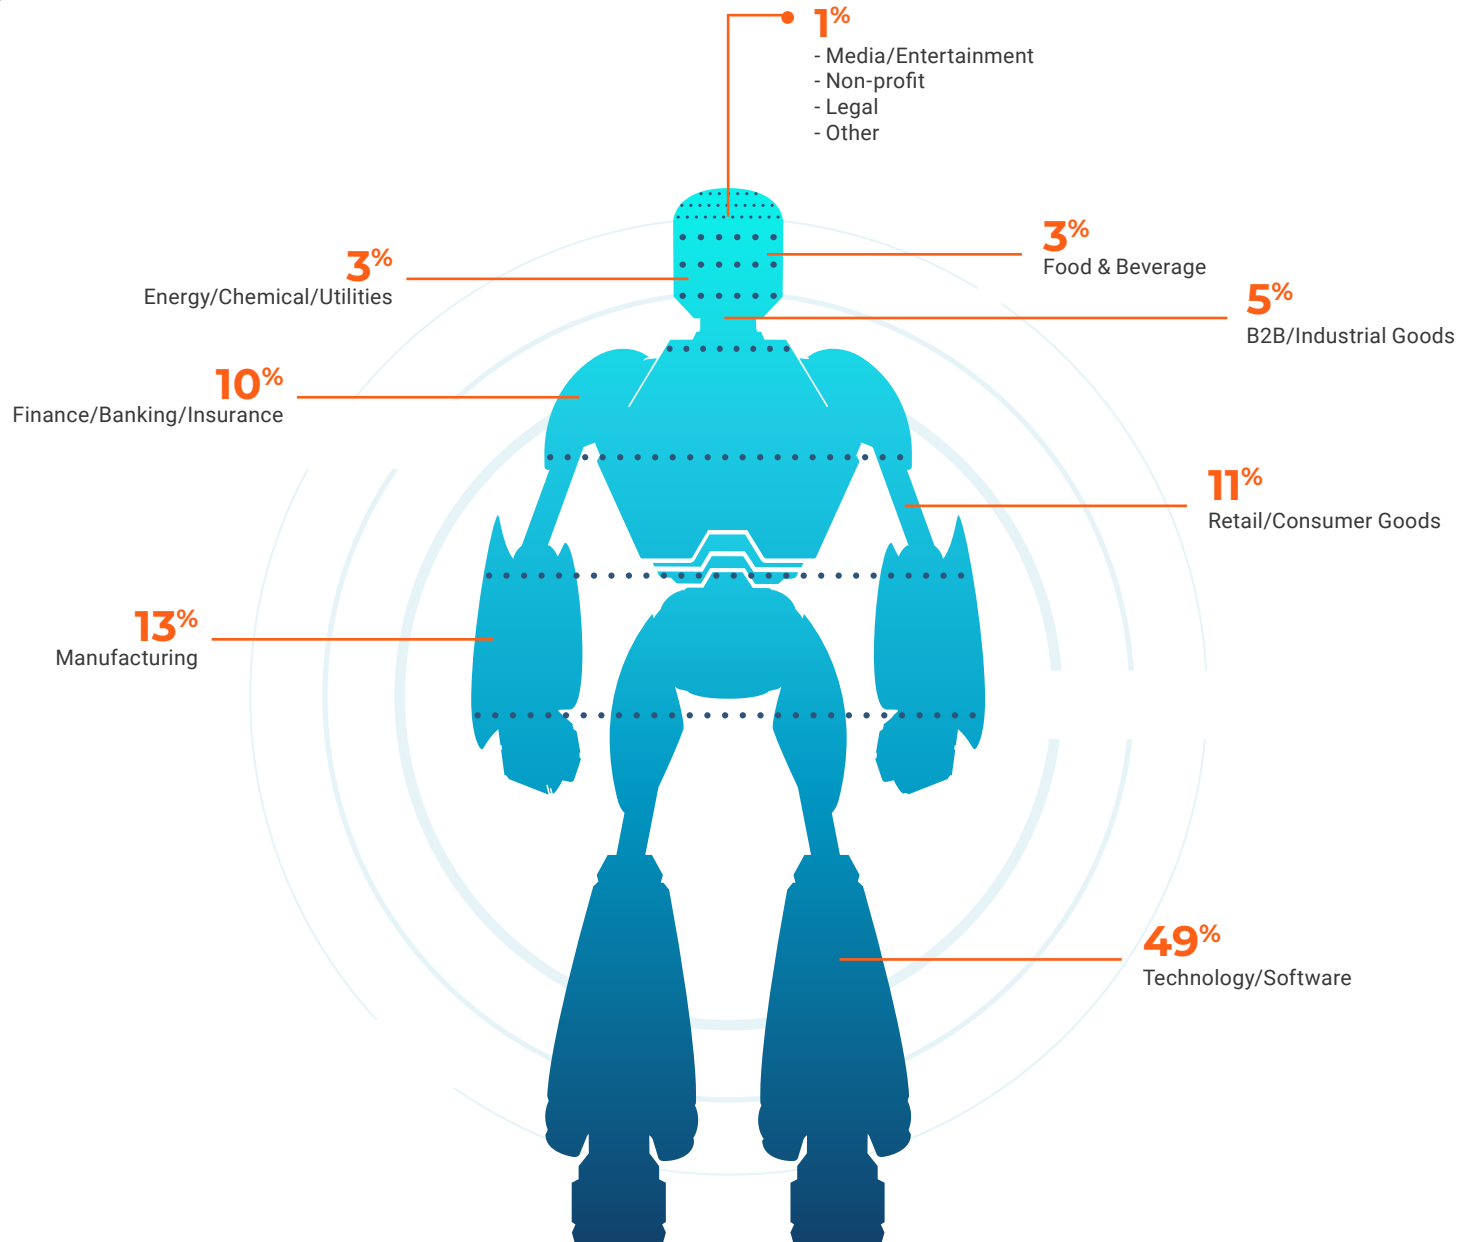 1%
- Media/Entertainment
- Non-profit
- Legal
- Other
3%
Food & Beverage
3%
Energy/Chemical/Utilities
5%
B2B/Industrial Goods
10%
Finance/Banking/Insurance
11%
Retail/Consumer Goods
13%
Manufacturing
49%
Technology/Software